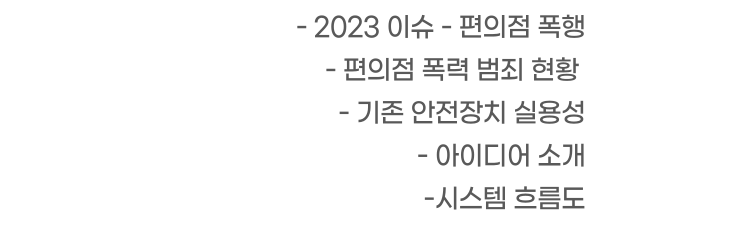 - 2023 이슈 - 편의점 폭행
- 편의점 폭력 범죄 현황
- 기존 안전장치 실용성
- 아이디어 소개
-시스템 흐름도